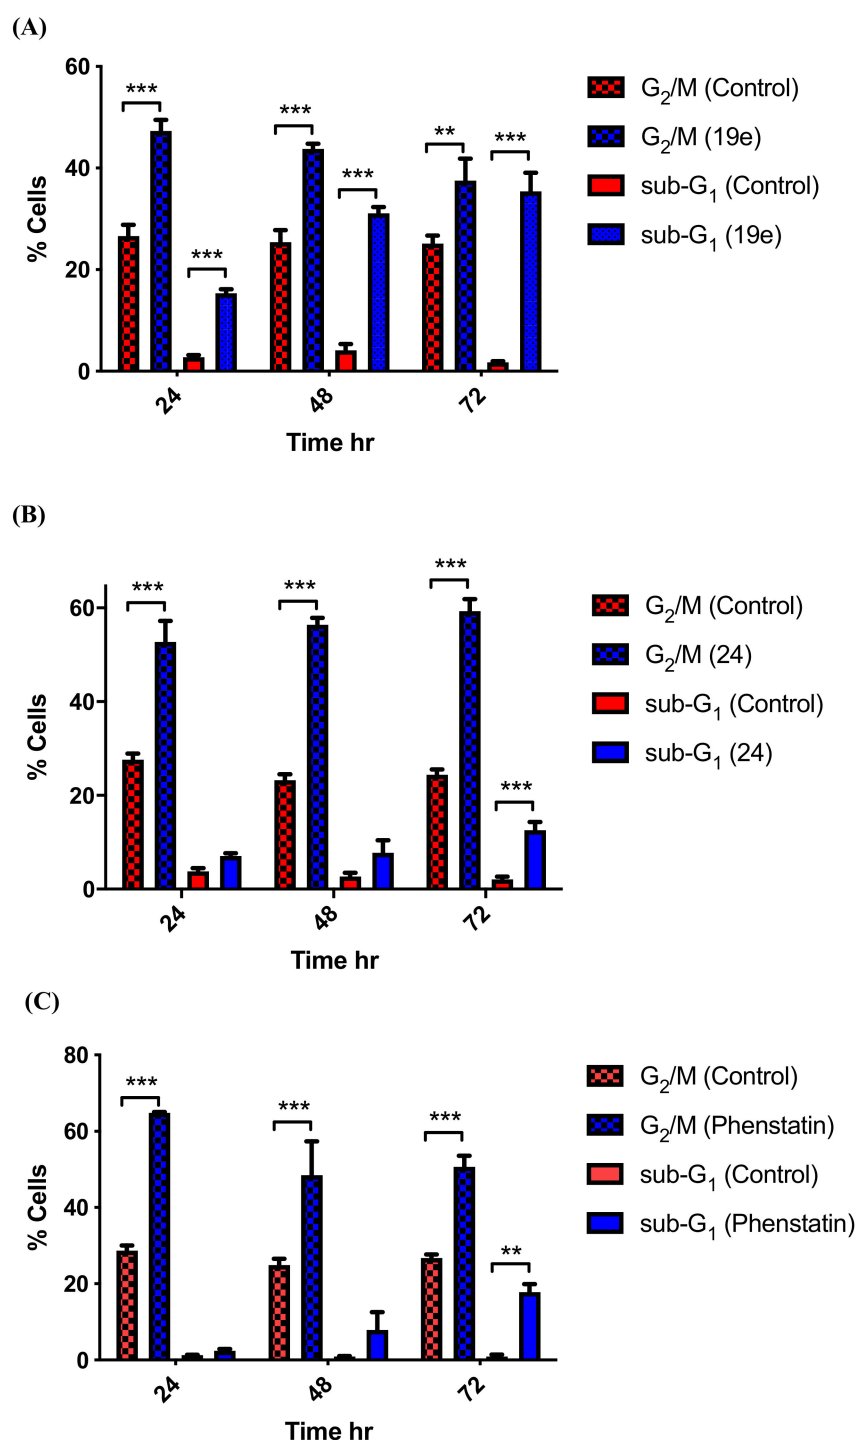 (A)
60
40
20
0
% Cells
***
***
***
***
**
***
24
48
72
Time hr
G2/M (Control)
G2/M (19e)
sub-G1 (Control)
sub-G1 (19e)
(B)
60
40
20
0
% Cells
***
***
***
***
24
48
72
Time hr
G2/M (Control)
G2/M (24)
sub-G1 (Control)
sub-G1 (24)
(C)
80
60
40
20
0
% Cells
***
***
***
**
24
48
72
Time hr
G2/M (Control)
G2/M (Phenstatin)
sub-G1 (Control)
sub-G1 (Phenstatin)